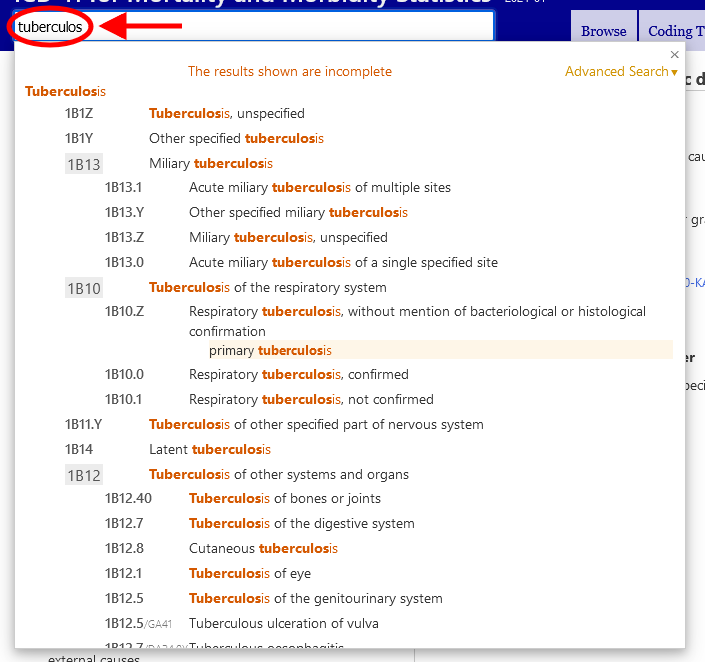 ICD-11 for Mortality and Morbidity Statistics
tuberculos
Browse
Coding T
×
The results shown are incomplete
Advanced Search ▾
Tuberculosis
1B1Z Tuberculosis, unspecified
1B1Y Other specified tuberculosis
1B13 Miliary tuberculosis
1B13.1 Acute miliary tuberculosis of multiple sites
1B13.Y Other specified miliary tuberculosis
1B13.Z Miliary tuberculosis, unspecified
1B13.0 Acute miliary tuberculosis of a single specified site
1B10 Tuberculosis of the respiratory system
1B10.Z Respiratory tuberculosis, without mention of bacteriological or histological
confirmation
primary tuberculosis
1B10.0 Respiratory tuberculosis, confirmed
1B10.1 Respiratory tuberculosis, not confirmed
1B11.Y Tuberculosis of other specified part of nervous system
1B14 Latent tuberculosis
1B12 Tuberculosis of other systems and organs
1B12.40 Tuberculosis of bones or joints
1B12.7 Tuberculosis of the digestive system
1B12.8 Cutaneous tuberculosis
1B12.1 Tuberculosis of eye
1B12.5 Tuberculosis of the genitourinary system
1B12.5/GA41 Tuberculous ulceration of vulva
Tuberculous oesophagitis
external causes